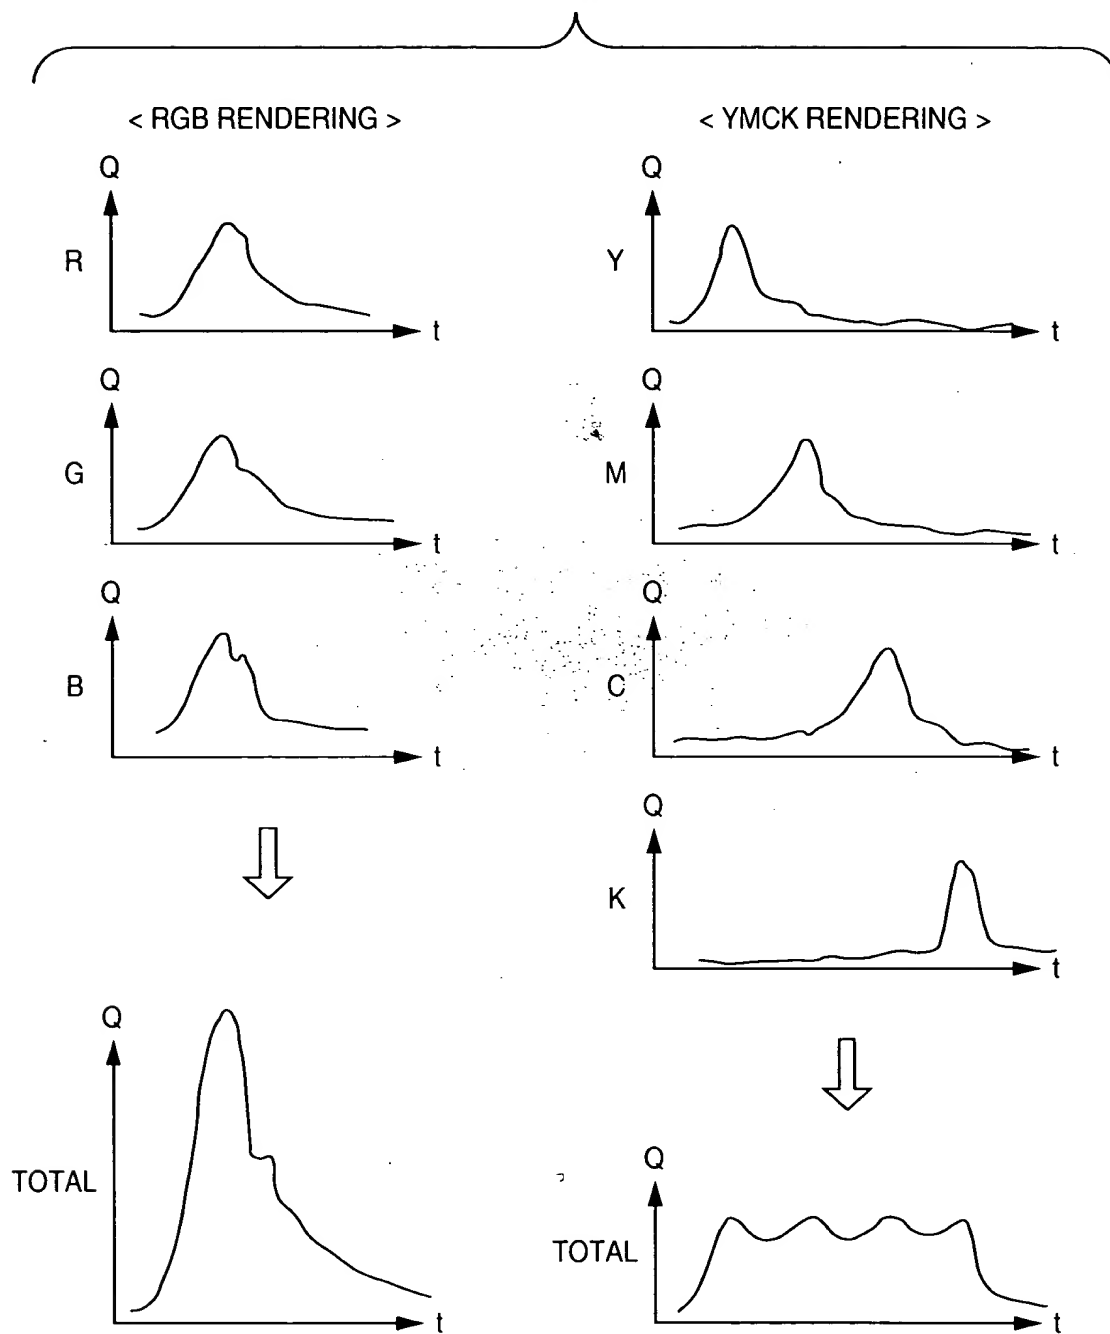 < RGB RENDERING >
Q
R
t
Q
G
t
Q
B
t
Q
TOTAL
t
< YMCK RENDERING >
Q
Y
t
Q
M
t
Q
C
t
Q
K
t
Q
TOTAL
t